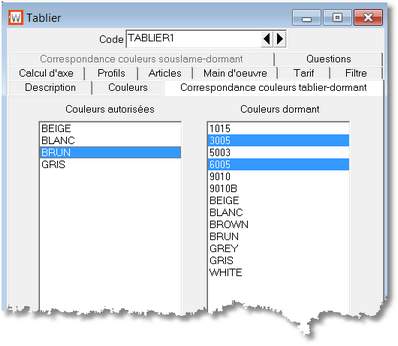 Tablier
Code TABLIER1
Correspondance couleurs souslame-dormant Questions
Calcul d'axe Profils Articles Main d'oeuvre Tarif Filtre
Description Couleurs Correspondance couleurs tablier-dormant
Couleurs autorisées Couleurs dormant
BEIGE 1015
BLANC 3005
BRUN 5003
GRIS 6005
9010
9010B
BEIGE
BLANC
BROWN
BRUN
GREY
GRIS
WHITE